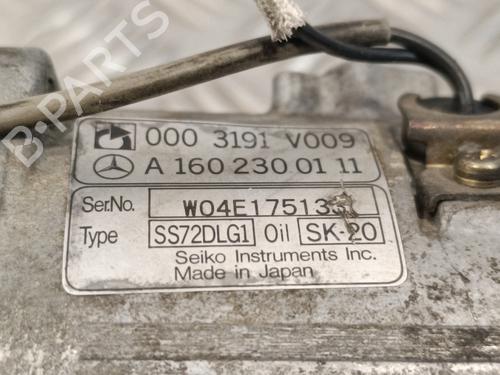 000 3191 V009
A 160 230 01 11
Ser.No. W04E17513
Type SS72DLG1 Oil SK-20
Seiko Instruments Inc.
Made in Japan